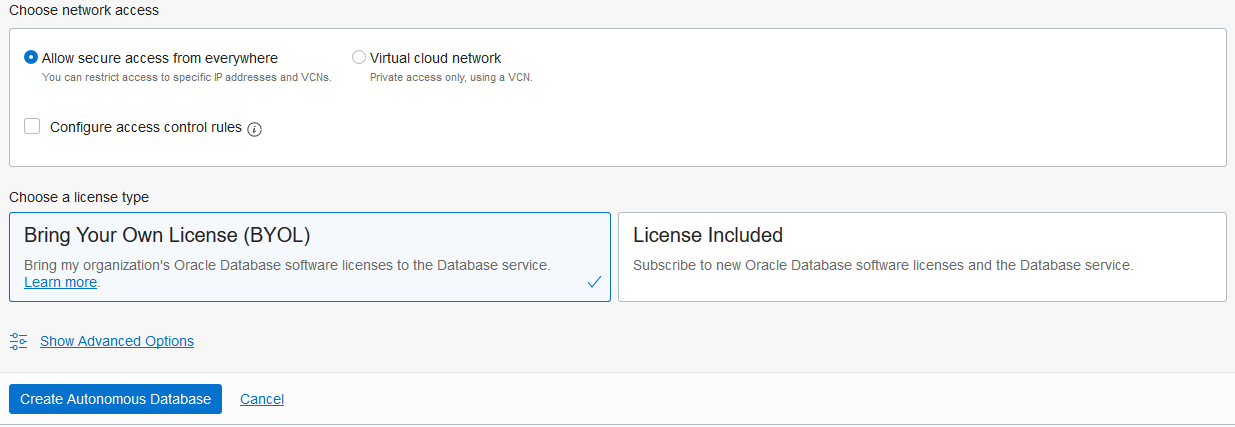 Choose network access
Allow secure access from everywhere
You can restrict access to specific IP addresses and VCNs.
Virtual cloud network
Private access only, using a VCN.
Configure access control rules i
Choose a license type
Bring Your Own License (BYOL)
Bring my organization's Oracle Database software licenses to the Database service.
Learn more.
License Included
Subscribe to new Oracle Database software licenses and the Database service.
Show Advanced Options
Create Autonomous Database
Cancel